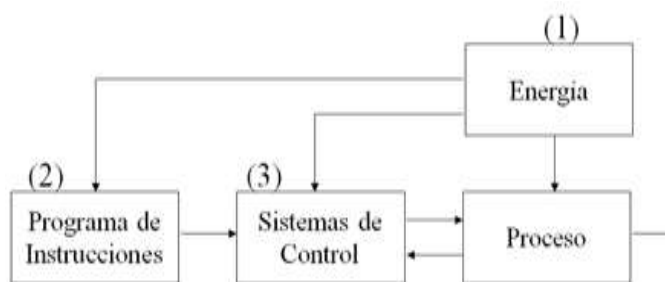 (1)
Energia
(2)
(3)
Programa de
Instrucciones
Sistemas de
Control
Proceso